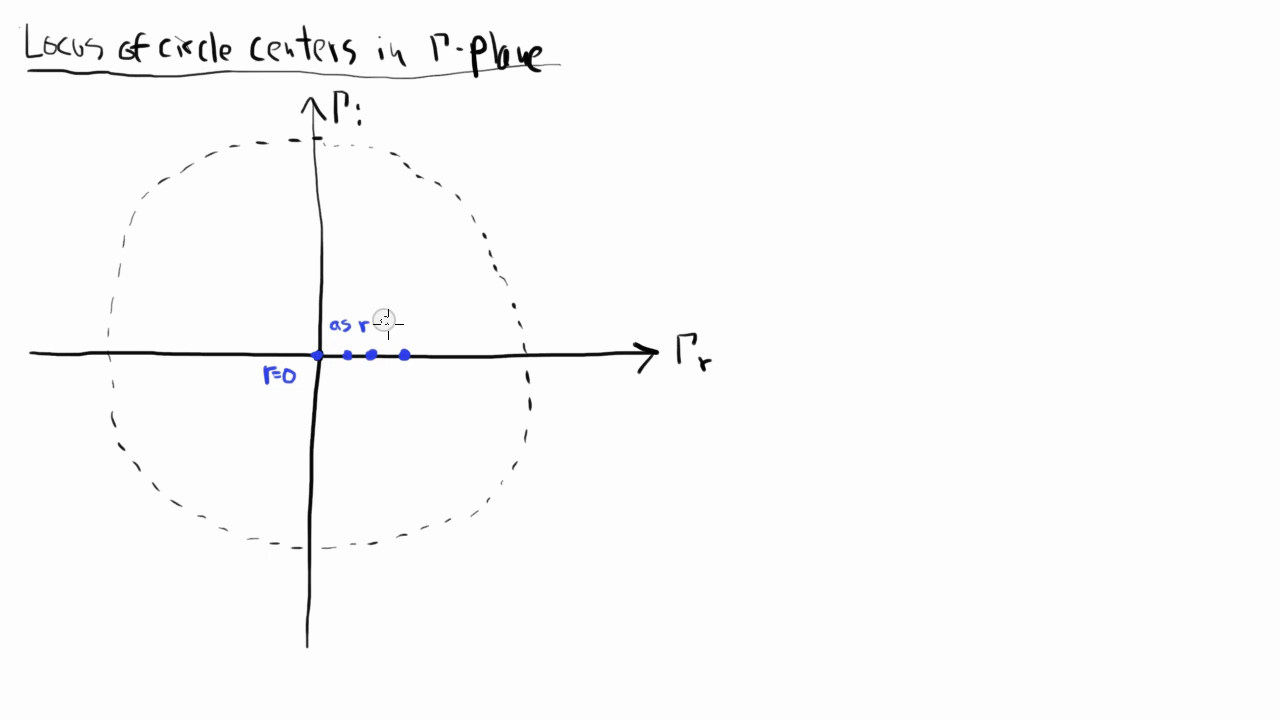 Locus of circle centers in Γ-plane
Γi
as r
r=0
Γr